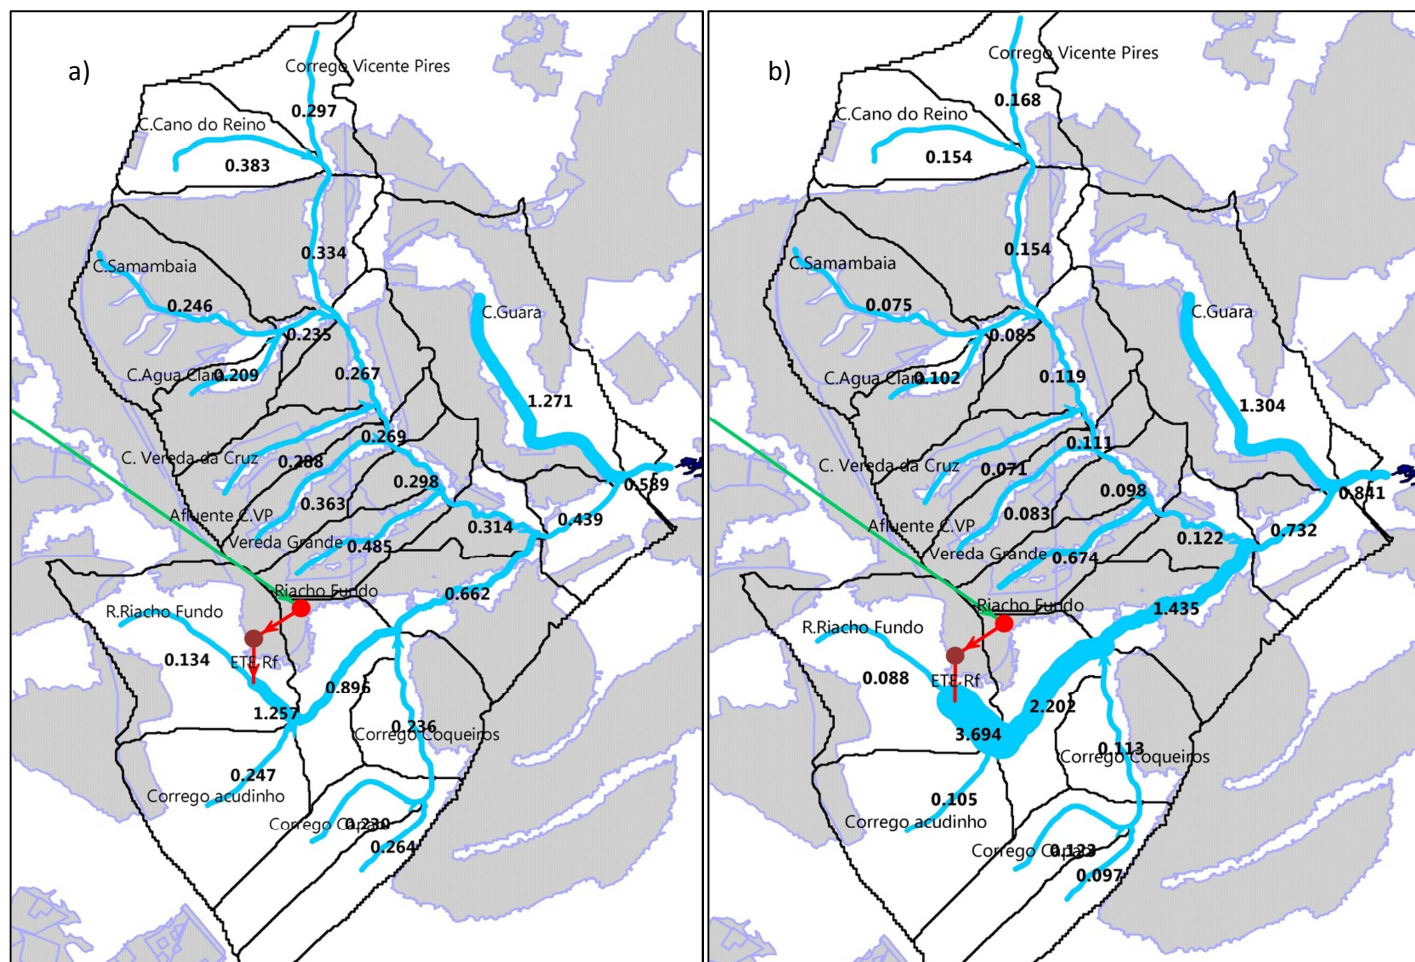 a)
Corrego Vicente Pires
0.297
C.Cano do Reino
0.383
0.334
C.Samambaia
0.246
0.235
C.Guara
C.Agua Clara
0.209
0.267
1.271
0.269
C. Vereda da Cruz
0.288
0.298
0.589
0.363
Afluente C.VP
0.314
0.439
Vereda Grande
0.485
Riacho Fundo
0.662
R.Riacho Fundo
0.134
ETE Rf
0.896
1.257
0.236
Corrego Coqueiros
0.247
Corrego acudinho
Corrego Capao
0.230
0.264
b)
Corrego Vicente Pires
0.168
C.Cano do Reino
0.154
0.154
C.Samambaia
0.075
0.085
C.Guara
C.Agua Clara
0.102
0.119
1.304
0.111
C. Vereda da Cruz
0.071
0.098
0.841
0.083
Afluente C.VP
0.122
0.732
Vereda Grande
0.674
Riacho Fundo
1.435
R.Riacho Fundo
0.088
ETE Rf
2.202
3.694
0.113
Corrego Coqueiros
0.105
Corrego acudinho
Corrego Capao
0.123
0.097